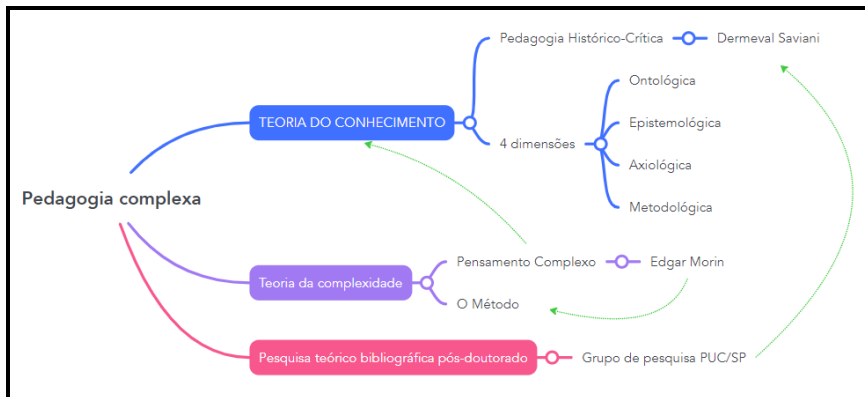 Pedagogia complexa
TEORIA DO CONHECIMENTO
Pedagogia Histórico-Crítica
Dermeval Saviani
4 dimensões
Ontológica
Epistemológica
Axiológica
Metodológica
Teoria da complexidade
Pensamento Complexo
Edgar Morin
O Método
Pesquisa teórico bibliográfica pós-doutorado
Grupo de pesquisa PUC/SP